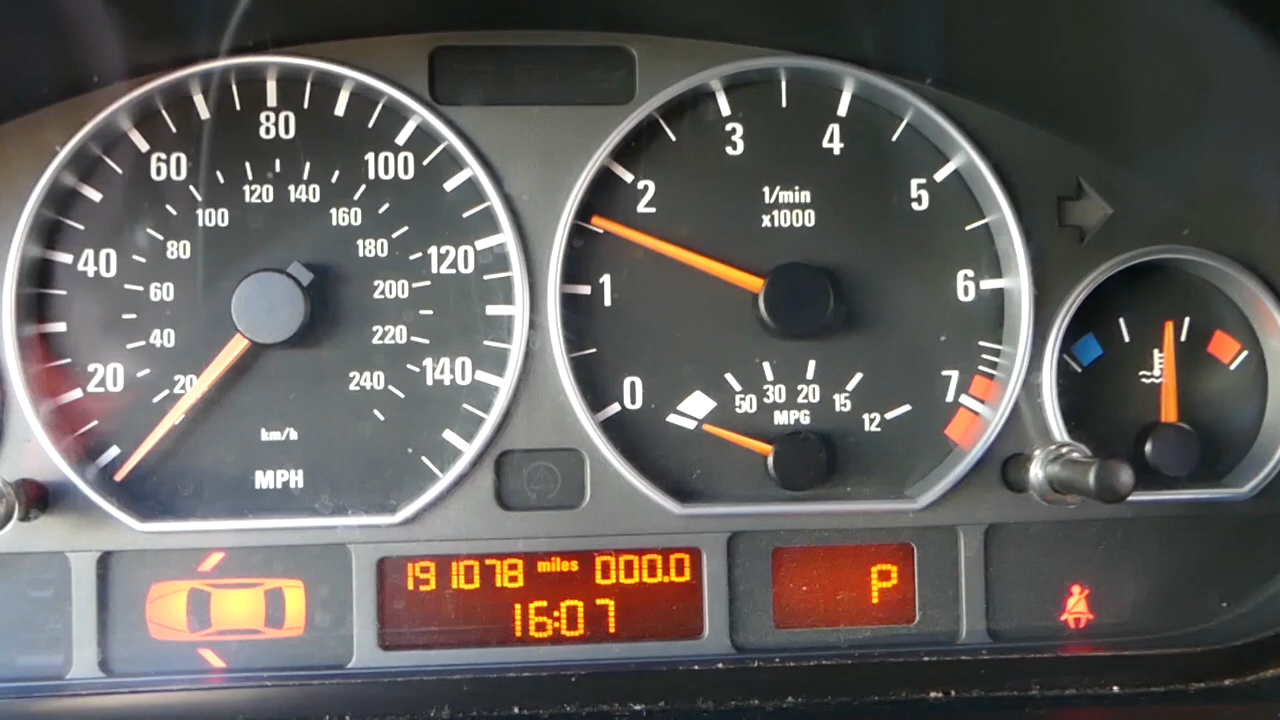 20 40 60 80 100 120 140
20 40 60 80 100 120 140 160 180 200 220 240
km/h
MPH
0 1 2 3 4 5 6 7
1/min
x1000
50 30 20 15 12
MPG
191078 miles 000.0
16:07
P